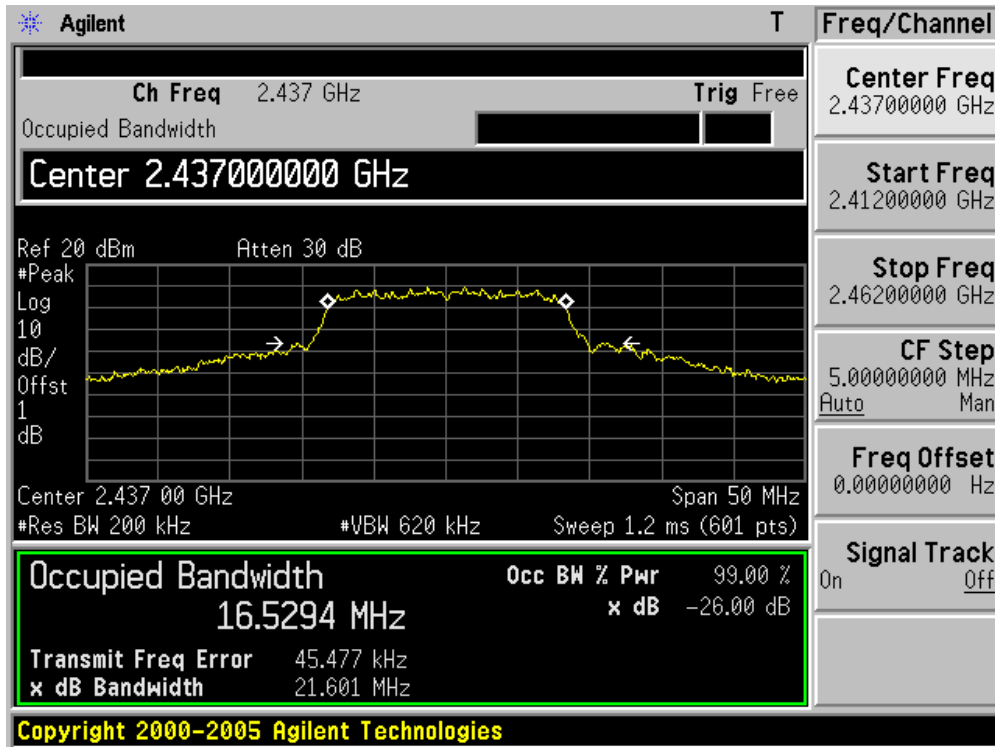 Agilent T
Ch Freq 2.437 GHz Trig Free
Occupied Bandwidth
Center 2.437000000 GHz
Ref 20 dBm Atten 30 dB
#Peak
Log
10
dB/
Offst
1
dB
Center 2.437 00 GHz Span 50 MHz
#Res BW 200 kHz #VBW 620 kHz Sweep 1.2 ms (601 pts)
Occupied Bandwidth
16.5294 MHz
Occ BW % Pwr 99.00 %
x dB -26.00 dB
Transmit Freq Error 45.477 kHz
x dB Bandwidth 21.601 MHz
Copyright 2000-2005 Agilent Technologies
Freq/Channel
Center Freq
2.43700000 GHz
Start Freq
2.41200000 GHz
Stop Freq
2.46200000 GHz
CF Step
5.00000000 MHz
Auto Man
Freq Offset
0.00000000 Hz
Signal Track
On Off